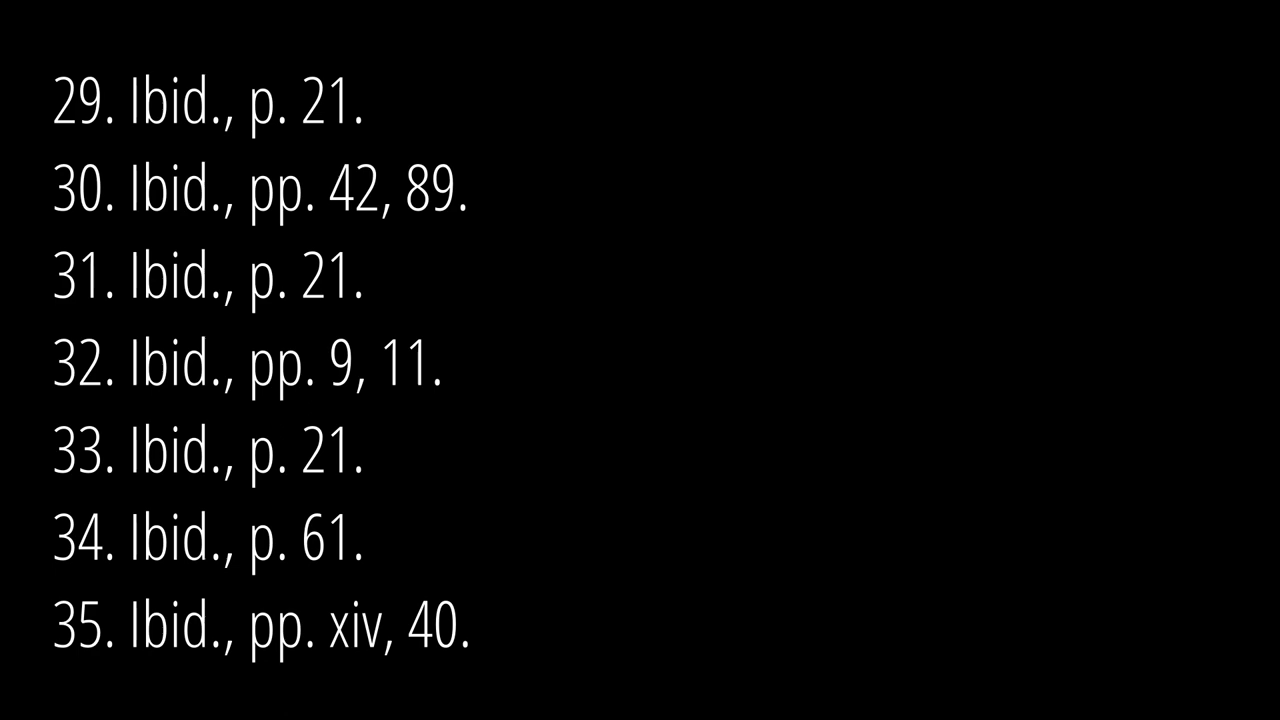 29. Ibid., p. 21.
30. Ibid., pp. 42, 89.
31. Ibid., p. 21.
32. Ibid., pp. 9, 11.
33. Ibid., p. 21.
34. Ibid., p. 61.
35. Ibid., pp. xiv, 40.